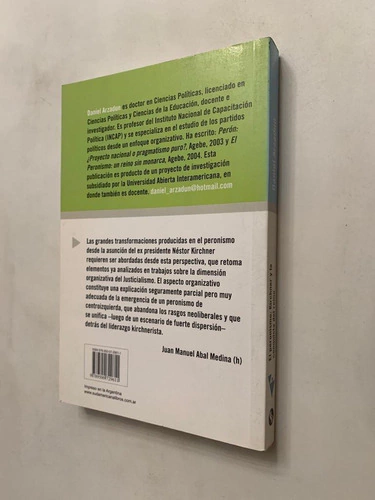 Daniel Arzadun es doctor en Ciencias Políticas, licenciado en
Ciencias Políticas y Ciencias de la Educación, docente e
investigador. Es profesor del Instituto Nacional de Capacitación
Política (INCAP) y se especializa en el estudio de los partidos
políticos desde un enfoque organizativo. Ha escrito: Perón:
¿Proyecto nacional o pragmatismo puro?, Agebe, 2003 y El
Peronismo: un reino sin monarca, Agebe, 2004. Esta
publicación es producto de un proyecto de investigación
subsidiado por la Universidad Abierta Interamericana, en
donde también es docente. daniel_arzadun@hotmail.com
Las grandes transformaciones producidas en el peronismo
desde la asunción del ex presidente Néstor Kirchner
requieren ser abordadas desde esta perspectiva, que retoma
elementos ya analizados en trabajos sobre la dimensión
organizativa del Justicialismo. El aspecto organizativo
constituye una explicación seguramente parcial pero muy
adecuada de la emergencia de un peronismo de
centroizquierda, que abandona los rasgos neoliberales y que
se unifica –luego de un escenario de fuerte dispersión–
detrás del liderazgo kirchnerista.
Juan Manuel Abal Medina (h)
Impreso en la Argentina
www.sudamericanalibros.com.ar